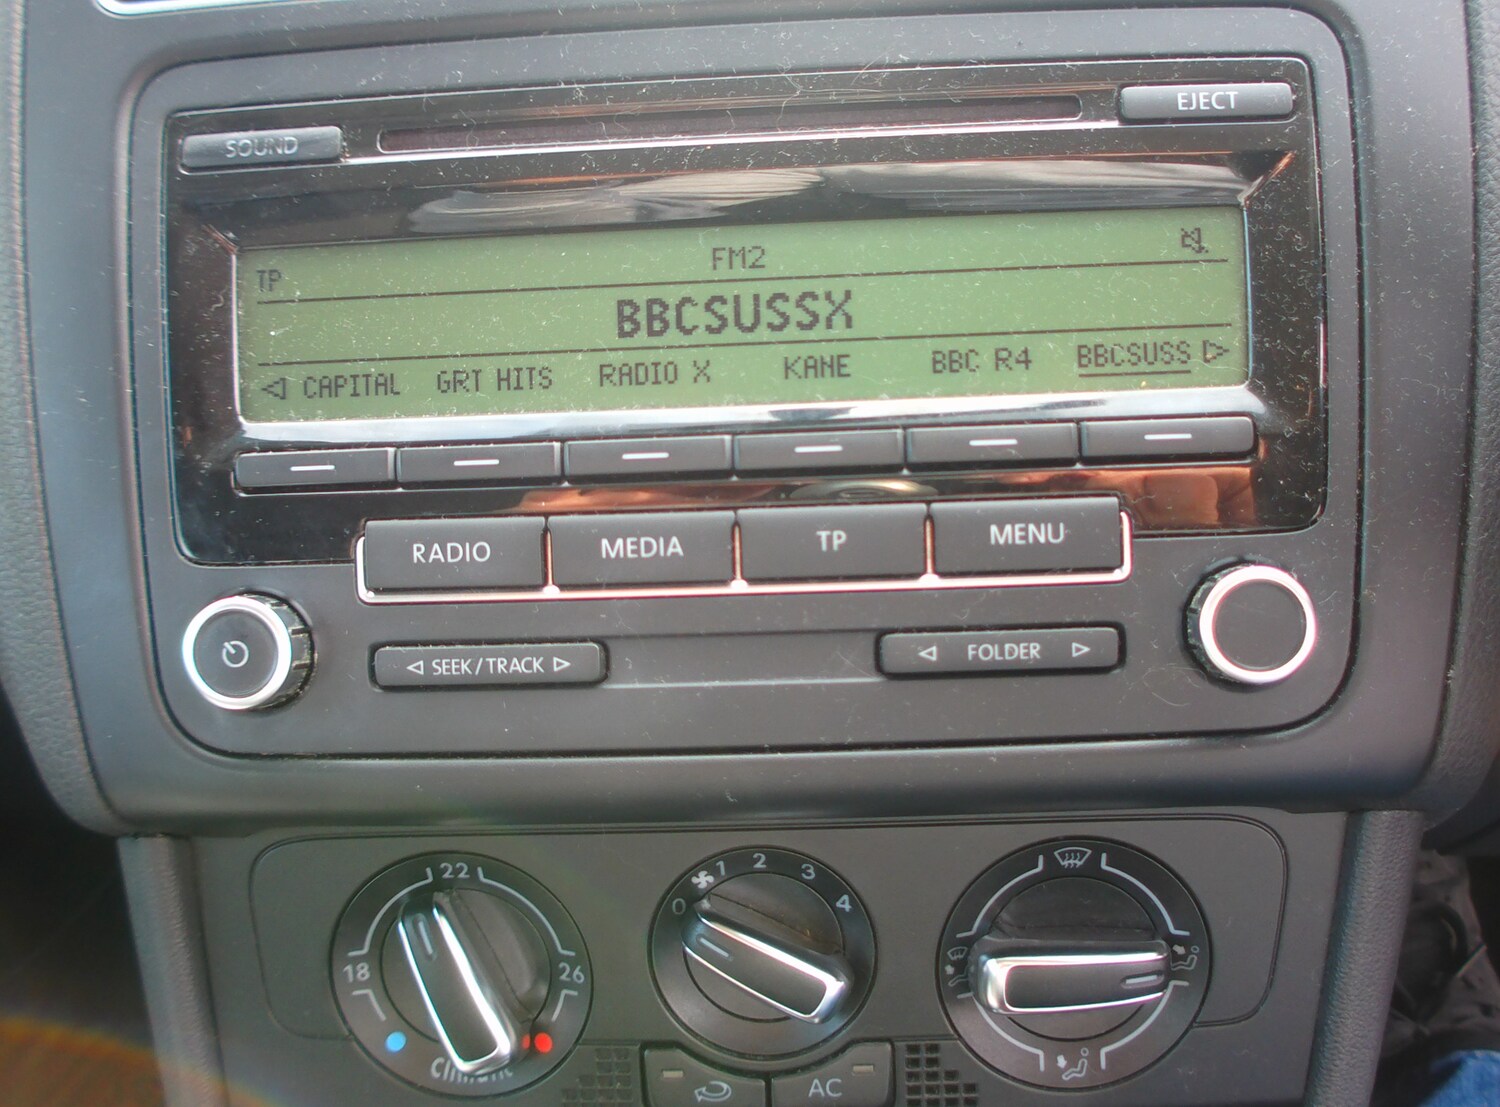 EJECT
SOUND
FM2
TP
BBCSUSSX
CAPITAL GRT HITS RADIO X KANE BBC R4 BBCSUSS
RADIO MEDIA TP MENU
SEEK/TRACK FOLDER
22
18 26
0 1 2 3 4
AC